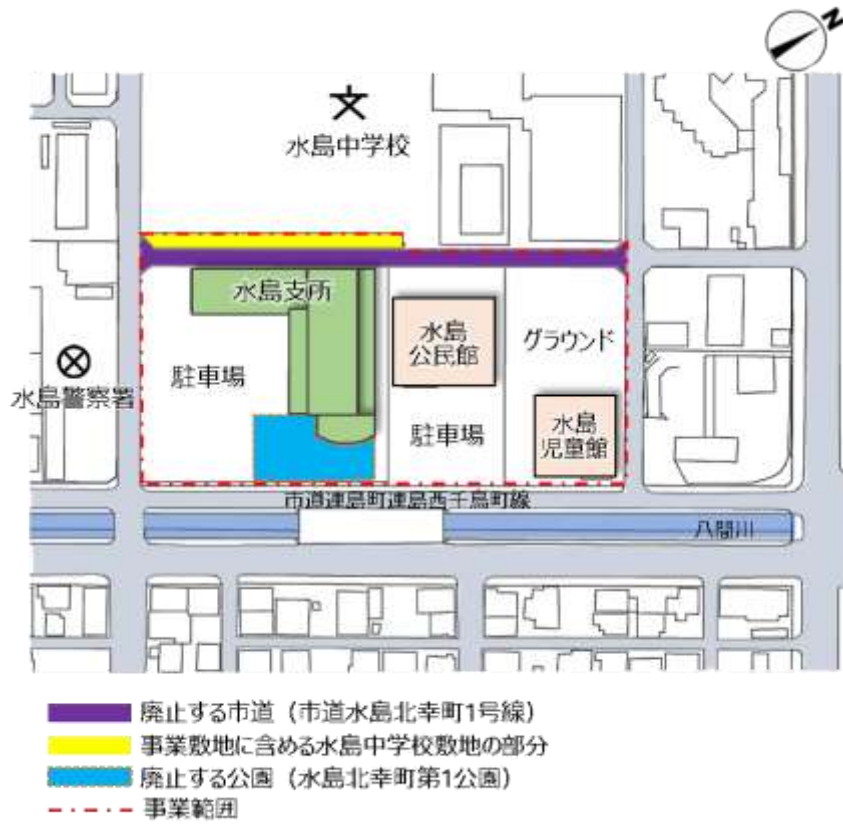 N
水島中学校
水島支所
水島
公民館
グラウンド
駐車場
水島警察署
駐車場
水島
児童館
市道連島町連島西千鳥町線
八間川
廃止する市道（市道水島北幸町1号線）
事業敷地に含める水島中学校敷地の部分
廃止する公園（水島北幸町第1公園）
事業範囲